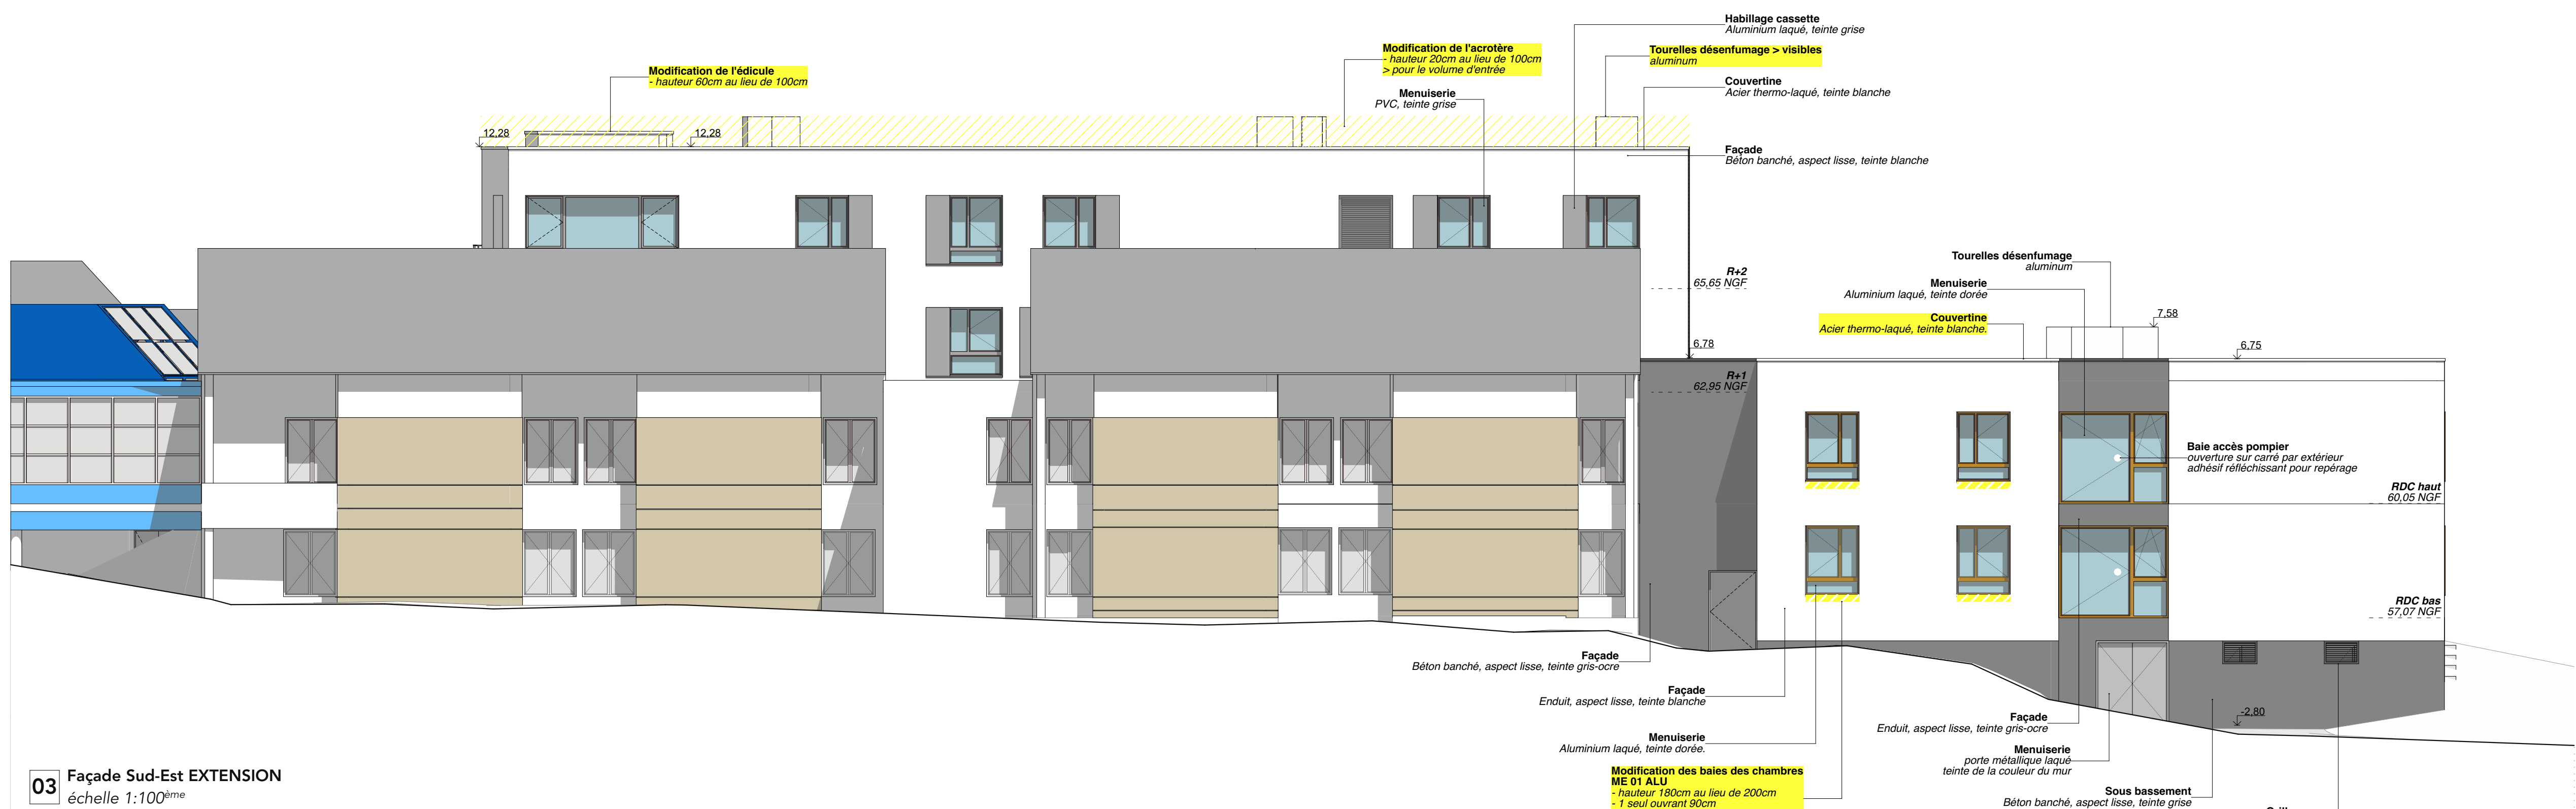 Habillage cassette
Aluminium laqué, teinte grise
Modification de l'acrotère
- hauteur 20cm au lieu de 100cm
> pour le volume d'entrée
Tourelles désenfumage > visibles
aluminum
Modification de l'édicule
- hauteur 60cm au lieu de 100cm
Couvertine
Acier thermo-laqué, teinte blanche
Menuiserie
PVC, teinte grise
12,28
12,28
Façade
Béton banché, aspect lisse, teinte blanche
R+2
65,65 NGF
Tourelles désenfumage
aluminum
Menuiserie
Aluminium laqué, teinte dorée
Couvertine
Acier thermo-laqué, teinte blanche.
7,58
6,78
6,75
R+1
62,95 NGF
Baie accès pompier
ouverture sur carré par extérieur
adhésif réfléchissant pour repérage
RDC haut
60,05 NGF
RDC bas
57,07 NGF
Façade
Béton banché, aspect lisse, teinte gris-ocre
Façade
Enduit, aspect lisse, teinte blanche
-2,80
Façade
Enduit, aspect lisse, teinte gris-ocre
Menuiserie
Aluminium laqué, teinte dorée.
Menuiserie
porte métallique laqué
teinte de la couleur du mur
Modification des baies des chambres
ME 01 ALU
- hauteur 180cm au lieu de 200cm
- 1 seul ouvrant 90cm
Sous bassement
Béton banché, aspect lisse, teinte grise
03 Façade Sud-Est EXTENSION
échelle 1:100ème